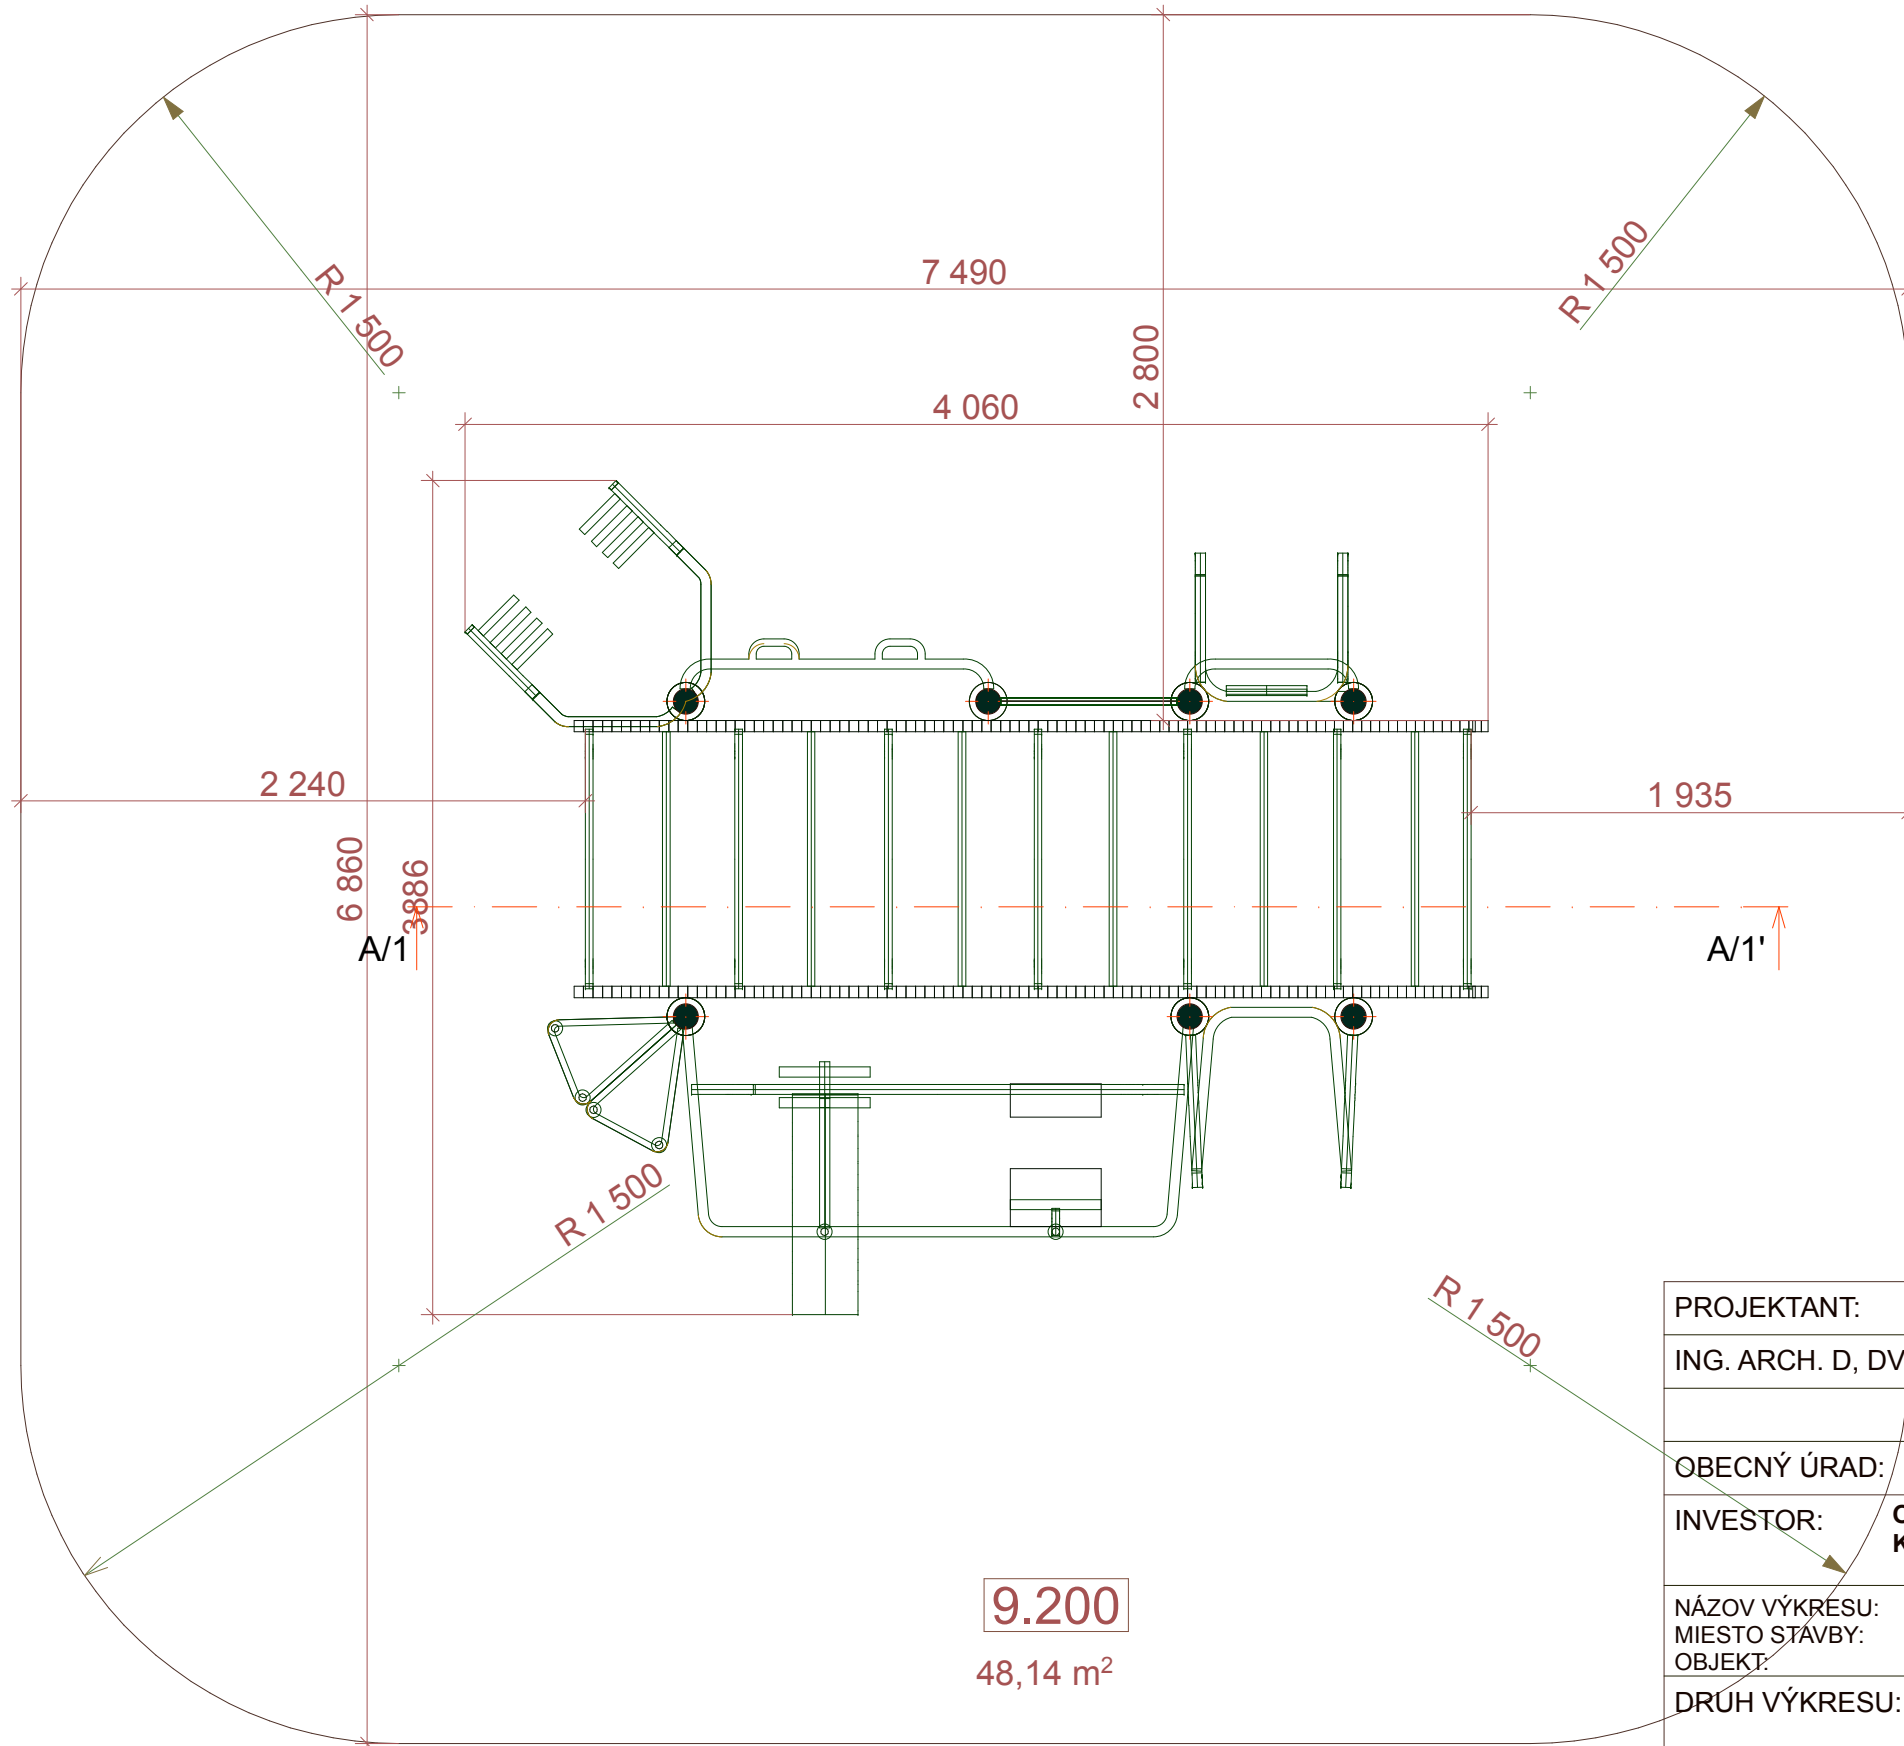 R 1 500
7 490
R 1 500
2 800
4 060
2 240
1 935
6 860
3886
A/1
A/1'
R 1 500
R 1 500
PROJEKTANT:
ING. ARCH. D, DV
OBECNÝ ÚRAD:
INVESTOR:
9.200
48,14 m²
NÁZOV VÝKRESU:
MIESTO STAVBY:
OBJEKT:
DRUH VÝKRESU: